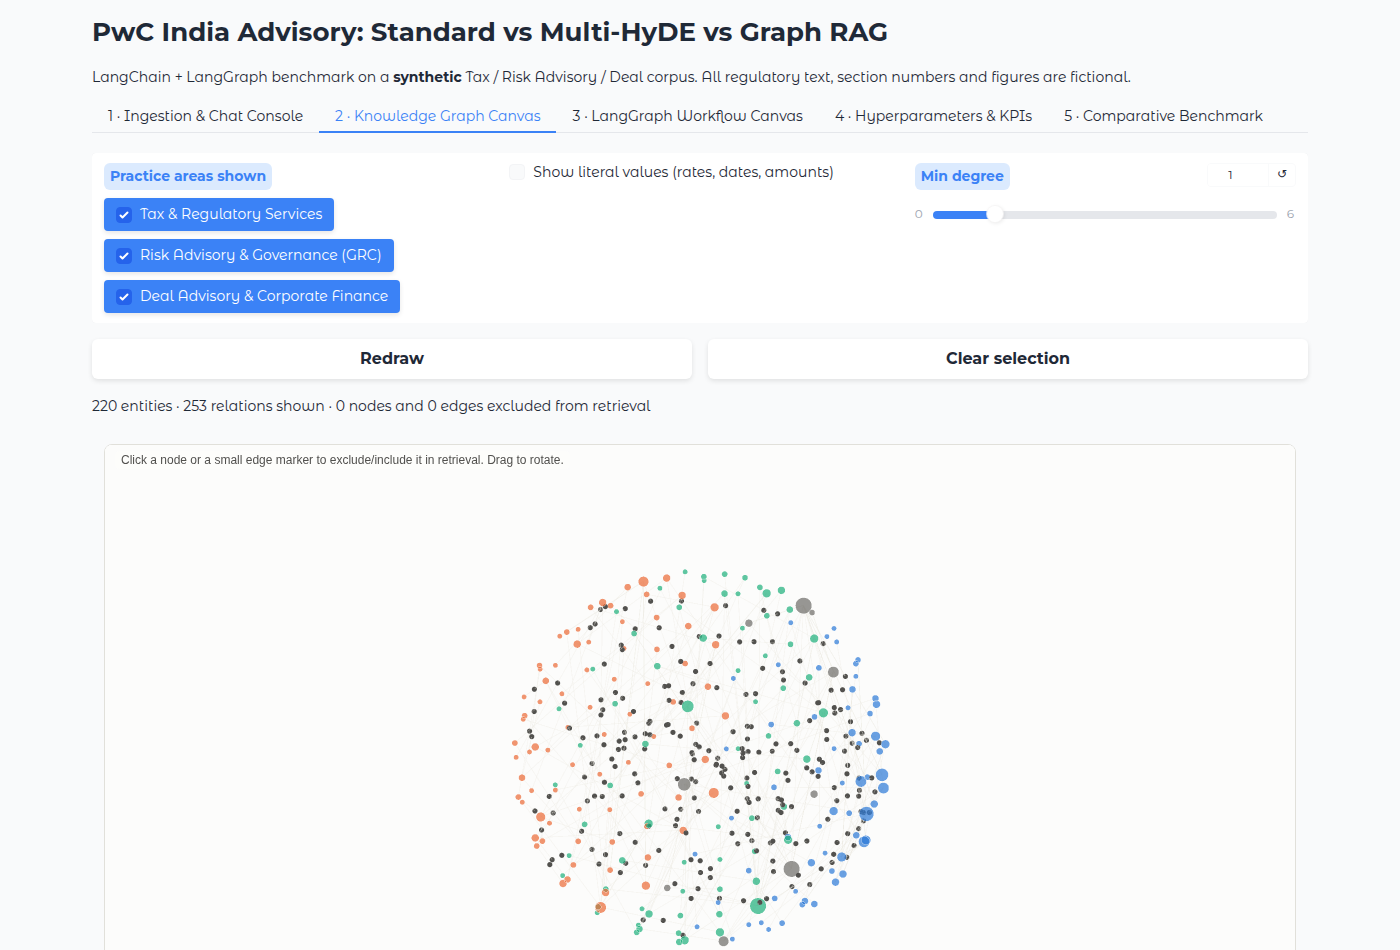 PwC India Advisory: Standard vs Multi-HyDE vs Graph RAG
LangChain + LangGraph benchmark on a synthetic Tax / Risk Advisory / Deal corpus. All regulatory text, section numbers and figures are fictional.
1 · Ingestion & Chat Console
2 · Knowledge Graph Canvas
3 · LangGraph Workflow Canvas
4 · Hyperparameters & KPIs
5 · Comparative Benchmark
Practice areas shown
Tax & Regulatory Services
Risk Advisory & Governance (GRC)
Deal Advisory & Corporate Finance
Show literal values (rates, dates, amounts)
Min degree
1 ↺
0
6
Redraw
Clear selection
220 entities · 253 relations shown · 0 nodes and 0 edges excluded from retrieval
Click a node or a small edge marker to exclude/include it in retrieval. Drag to rotate.